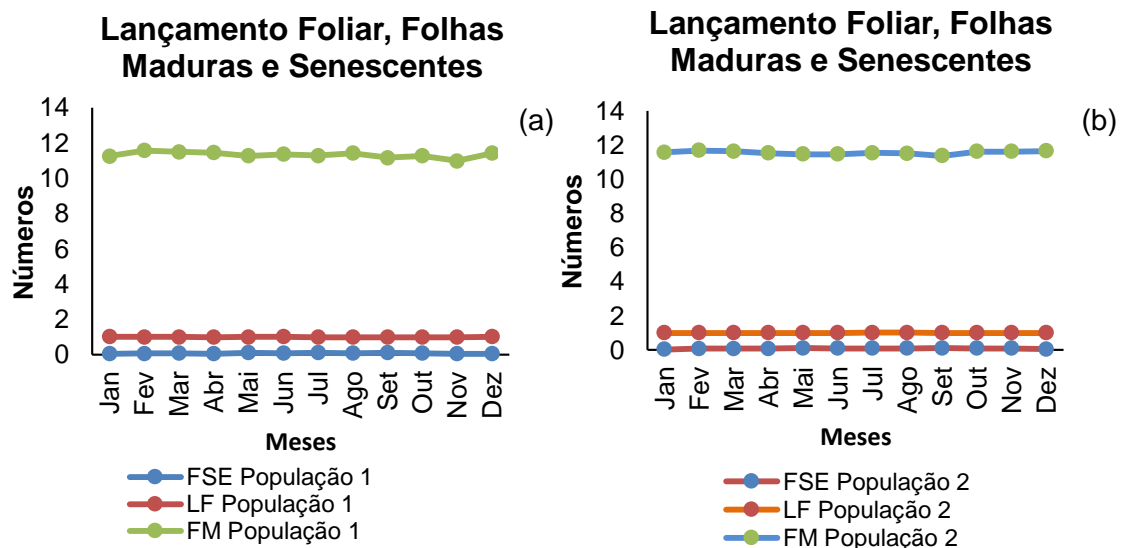 Lançamento Foliar, Folhas
Maduras e Senescentes
(a)
Números
14
12
10
8
6
4
2
0
Jan
Fev
Mar
Abr
Mai
Jun
Jul
Ago
Set
Out
Nov
Dez
Meses
FSE População 1
LF População 1
FM População 1
Lançamento Foliar, Folhas
Maduras e Senescentes
(b)
Números
14
12
10
8
6
4
2
0
Jan
Fev
Mar
Abr
Mai
Jun
Jul
Ago
Set
Out
Nov
Dez
Meses
FSE População 2
LF População 2
FM População 2